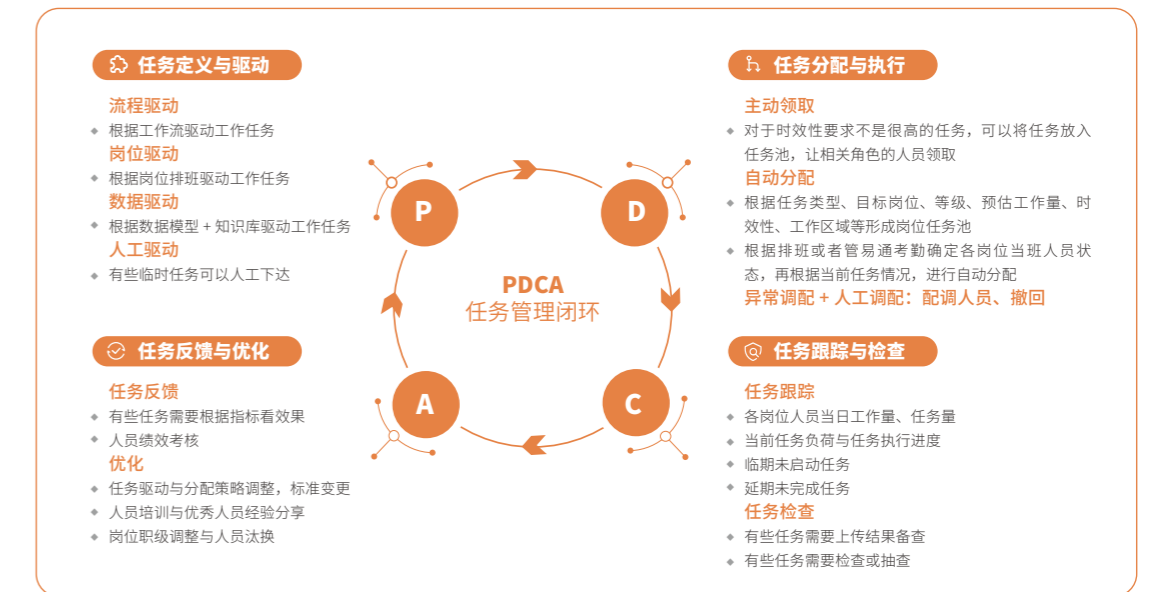 任务定义与驱动
流程驱动
根据工作流驱动工作任务
岗位驱动
根据岗位排班驱动工作任务
数据驱动
根据数据模型 + 知识库驱动工作任务
人工驱动
有些临时任务可以人工下达
任务分配与执行
主动领取
对于时效性要求不是很高的任务，可以将任务放入
任务池，让相关角色的人员领取
自动分配
根据任务类型、目标岗位、等级、预估工作量、时
效性、工作区域等形成岗位任务池
根据排班或者管易通考勤确定各岗位当班人员状
态，再根据当前任务情况，进行自动分配
异常调配 + 人工调配：配调人员、撤回
P
D
PDCA
任务管理闭环
A
C
任务反馈与优化
任务反馈
有些任务需要根据指标看效果
人员绩效考核
优化
任务驱动与分配策略调整，标准变更
人员培训与优秀人员经验分享
岗位职级调整与人员汰换
任务跟踪与检查
任务跟踪
各岗位人员当日工作量、任务量
当前任务负荷与任务执行进度
临期未启动任务
延期未完成任务
任务检查
有些任务需要上传结果备查
有些任务需要检查或抽查